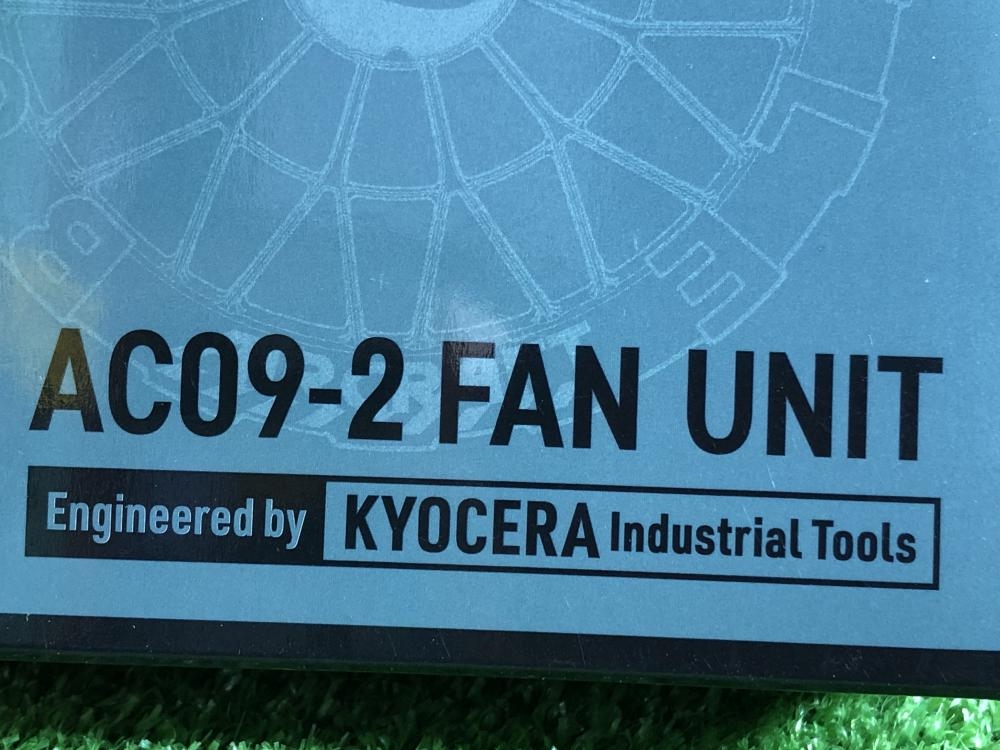 AC09-2 FAN UNIT
Engineered by KYOCERA Industrial Tools